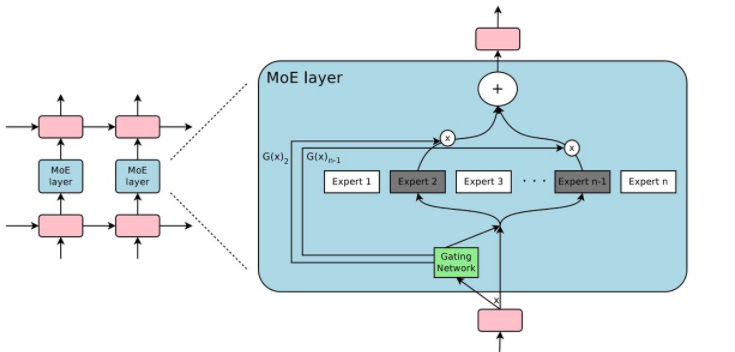 MoE layer
MoE
layer
MoE
layer
+
x
x
G(x)2
G(x)n-1
Expert 1
Expert 2
Expert 3
. . .
Expert n-1
Expert n
Gating
Network
x